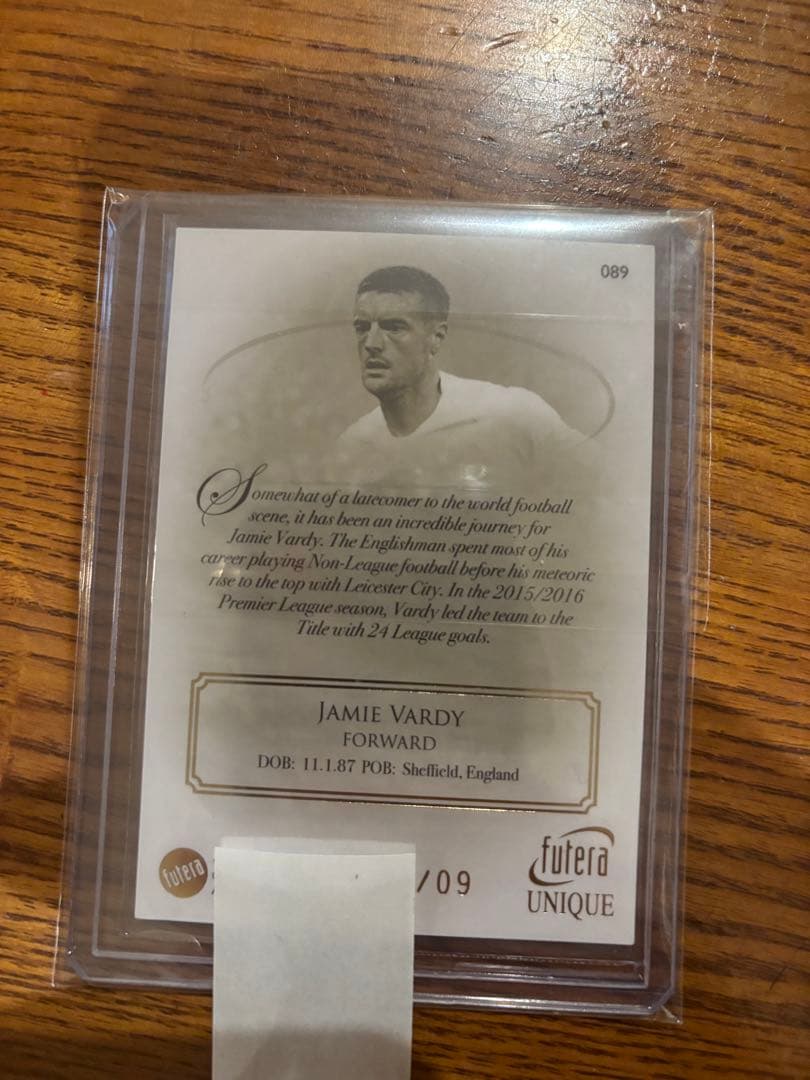 089
Somewhat of a latecomer to the world football
scene, it has been an incredible journey for
Jamie Vardy. The Englishman spent most of his
career playing Non-League football before his meteoric
rise to the top with Leicester City. In the 2015/2016
Premier League season, Vardy led the team to the
Title with 24 League goals.
JAMIE VARDY
FORWARD
DOB: 11.1.87 POB: Sheffield, England
futera
/09
futera
UNIQUE